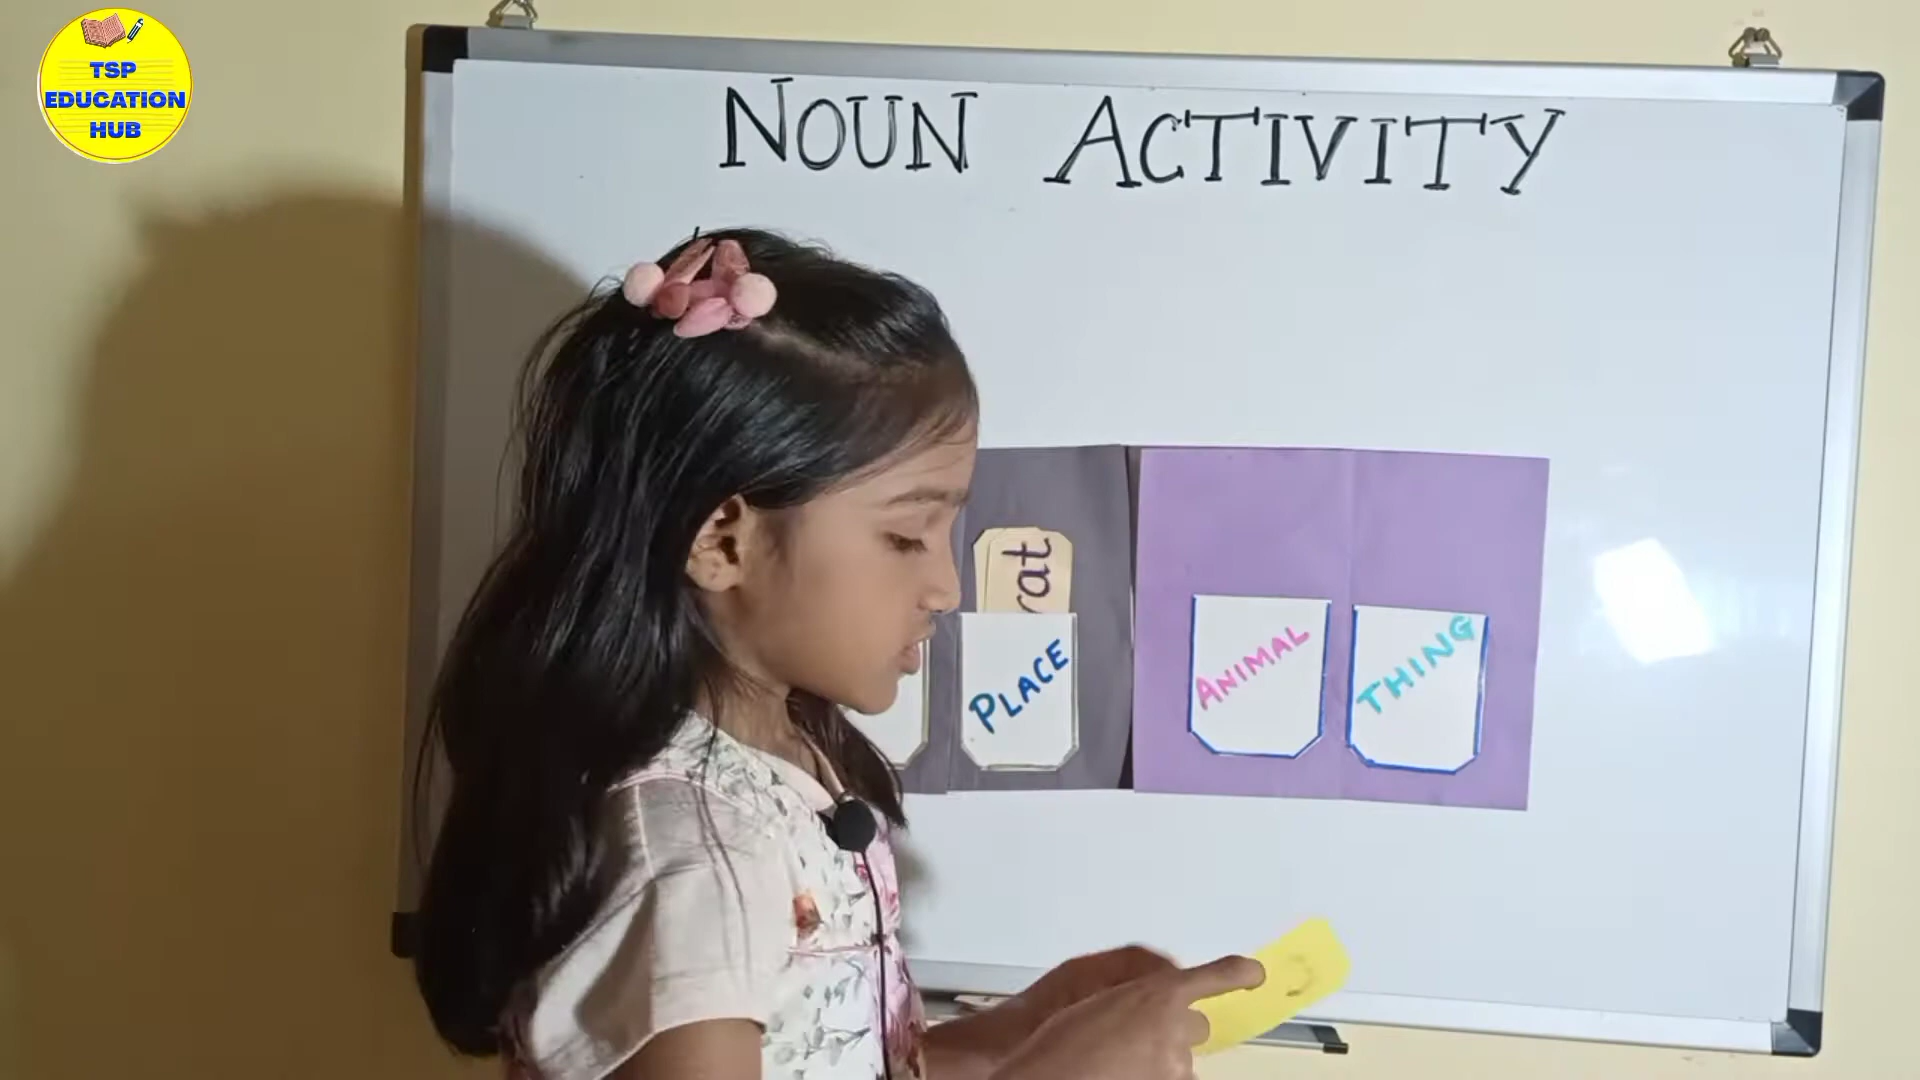 TSP
EDUCATION
HUB
NOUN ACTIVITY
rat
PLACE
ANIMAL
THING